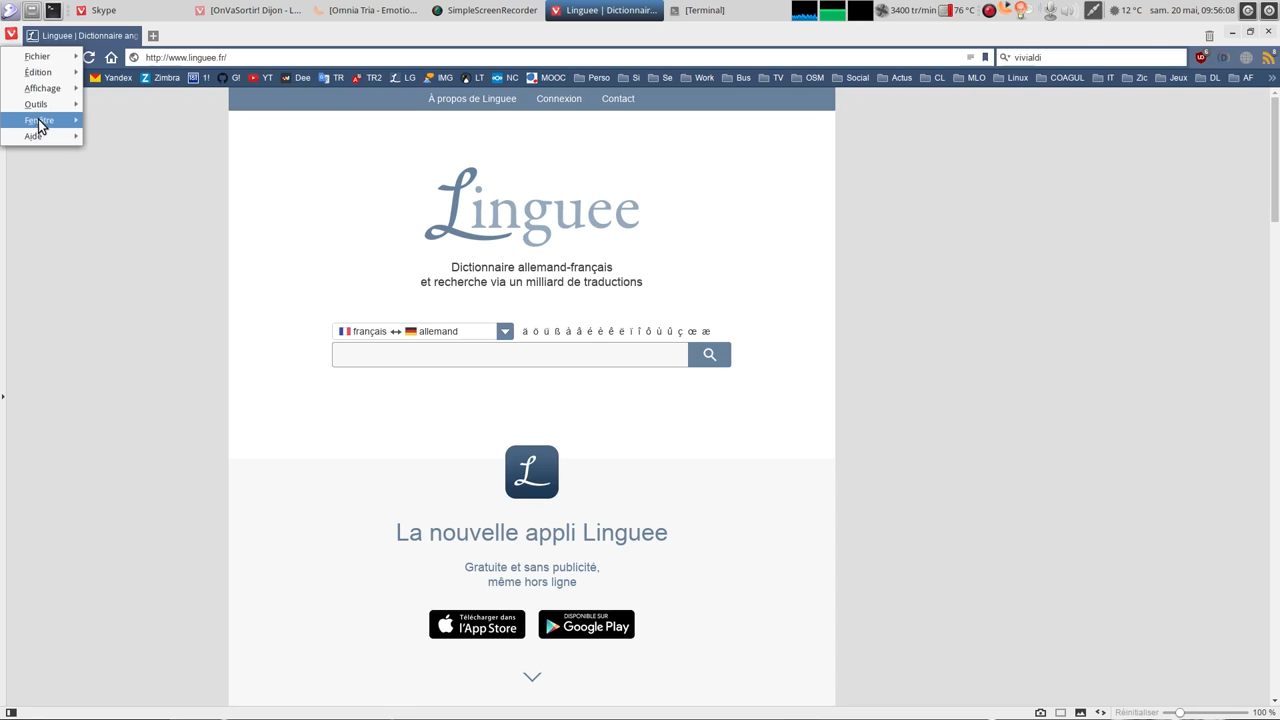 Skype
[OnVaSortir! Dijon - L...
[Omnia Tria - Emotio...
SimpleScreenRecorder
Linguee | Dictionnair...
[Terminal]
3400 tr/min
76 °C
12 °C
sam. 20 mai, 09:56:08
Linguee | Dictionnaire ang
http://www.linguee.fr/
vivialdi
6
8
Yandex
Zimbra
1!
G!
YT
Dee
TR
TR2
LG
IMG
LT
NC
MOOC
Perso
Si
Se
Work
Bus
TV
OSM
Social
Actus
CL
MLO
Linux
COAGUL
IT
Zic
Jeux
DL
AF
»
Fichier
Édition
Affichage
Outils
Fenêtre
Aide
À propos de Linguee
Connexion
Contact
Linguee
Dictionnaire allemand-français
et recherche via un milliard de traductions
français ↔ allemand
ä ö ü ß à â é è ê ë ï î ô ù û ç œ æ
L
La nouvelle appli Linguee
Gratuite et sans publicité,
même hors ligne
Télécharger dans
l'App Store
DISPONIBLE SUR
Google Play
Réinitialiser
100 %